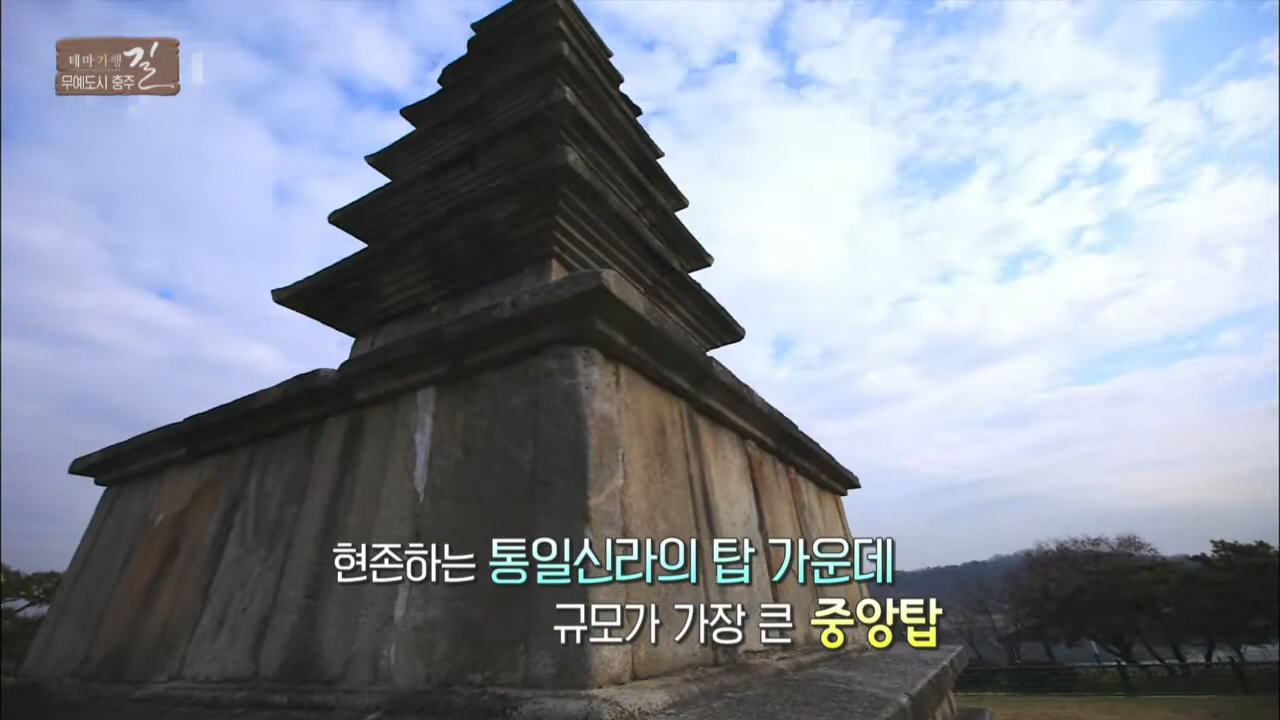 테마기행 길
무예도시 충주
현존하는 통일신라의 탑 가운데
규모가 가장 큰 중앙탑